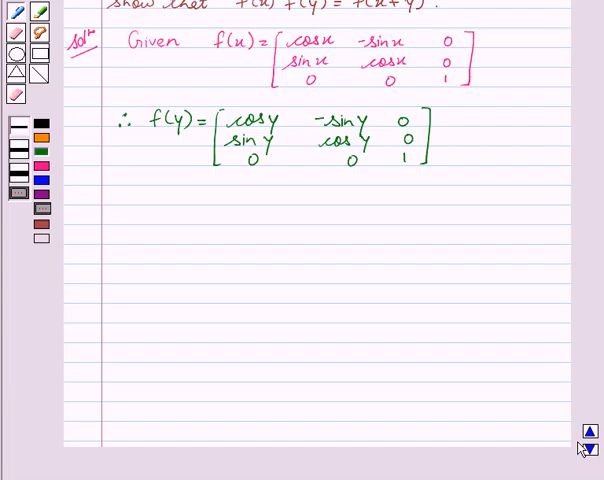 show that f(x) f(y) = f(x+y).
Solⁿ Given f(x) = [ cosx -sinx 0
sinx cosx 0
0 0 1 ]
∴ f(y) = [ cosy -siny 0
siny cosy 0
0 0 1 ]